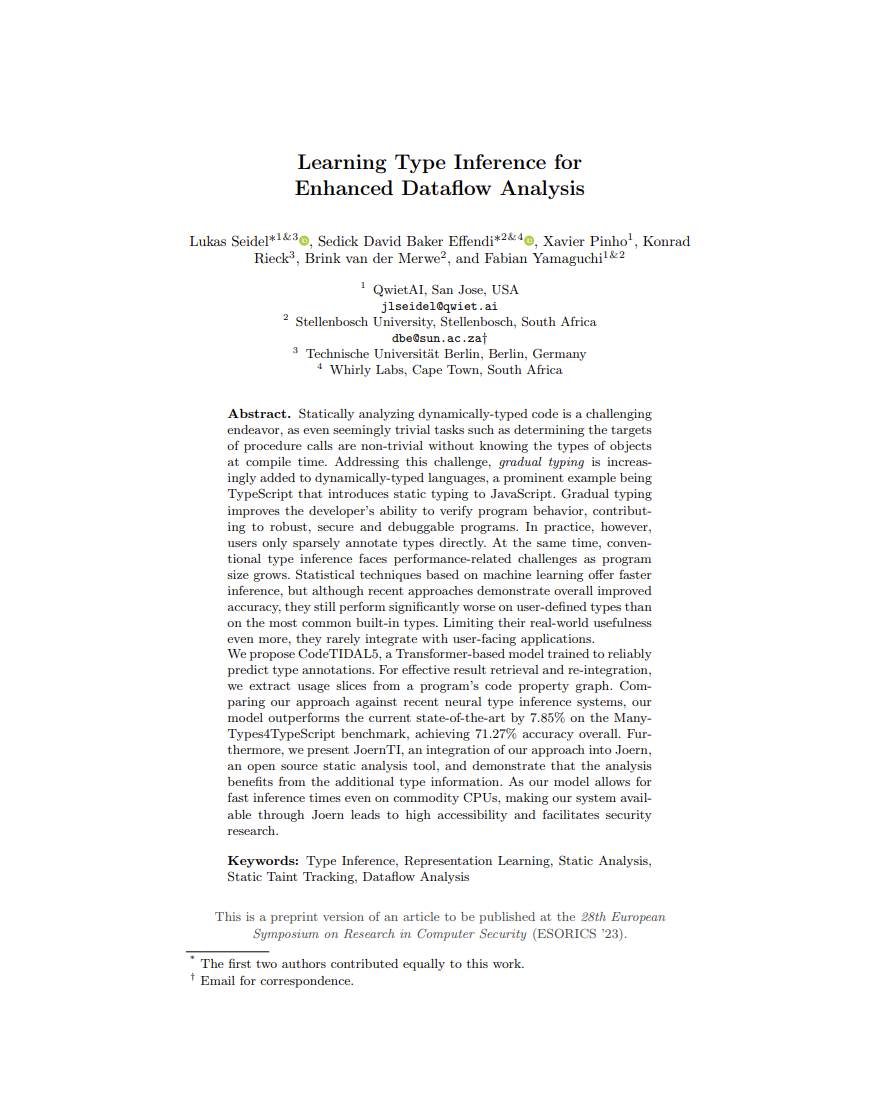 Learning Type Inference for
Enhanced Dataflow Analysis
Lukas Seidel*1&3, Sedick David Baker Effendi*2&4, Xavier Pinho1, Konrad
Rieck3, Brink van der Merwe2, and Fabian Yamaguchi1&2
1 QwietAI, San Jose, USA
jlseidel@qwiet.ai
2 Stellenbosch University, Stellenbosch, South Africa
dbe@sun.ac.za†
3 Technische Universität Berlin, Berlin, Germany
4 Whirly Labs, Cape Town, South Africa
Abstract. Statically analyzing dynamically-typed code is a challenging
endeavor, as even seemingly trivial tasks such as determining the targets
of procedure calls are non-trivial without knowing the types of objects
at compile time. Addressing this challenge, gradual typing is increas-
ingly added to dynamically-typed languages, a prominent example being
TypeScript that introduces static typing to JavaScript. Gradual typing
improves the developer's ability to verify program behavior, contribut-
ing to robust, secure and debuggable programs. In practice, however,
users only sparsely annotate types directly. At the same time, conven-
tional type inference faces performance-related challenges as program
size grows. Statistical techniques based on machine learning offer faster
inference, but although recent approaches demonstrate overall improved
accuracy, they still perform significantly worse on user-defined types than
on the most common built-in types. Limiting their real-world usefulness
even more, they rarely integrate with user-facing applications.
We propose CodeTIDAL5, a Transformer-based model trained to reliably
predict type annotations. For effective result retrieval and re-integration,
we extract usage slices from a program's code property graph. Com-
paring our approach against recent neural type inference systems, our
model outperforms the current state-of-the-art by 7.85% on the Many-
Types4TypeScript benchmark, achieving 71.27% accuracy overall. Fur-
thermore, we present JoernTI, an integration of our approach into Joern,
an open source static analysis tool, and demonstrate that the analysis
benefits from the additional type information. As our model allows for
fast inference times even on commodity CPUs, making our system avail-
able through Joern leads to high accessibility and facilitates security
research.
Keywords: Type Inference, Representation Learning, Static Analysis,
Static Taint Tracking, Dataflow Analysis
This is a preprint version of an article to be published at the 28th European
Symposium on Research in Computer Security (ESORICS '23).
* The first two authors contributed equally to this work.
† Email for correspondence.